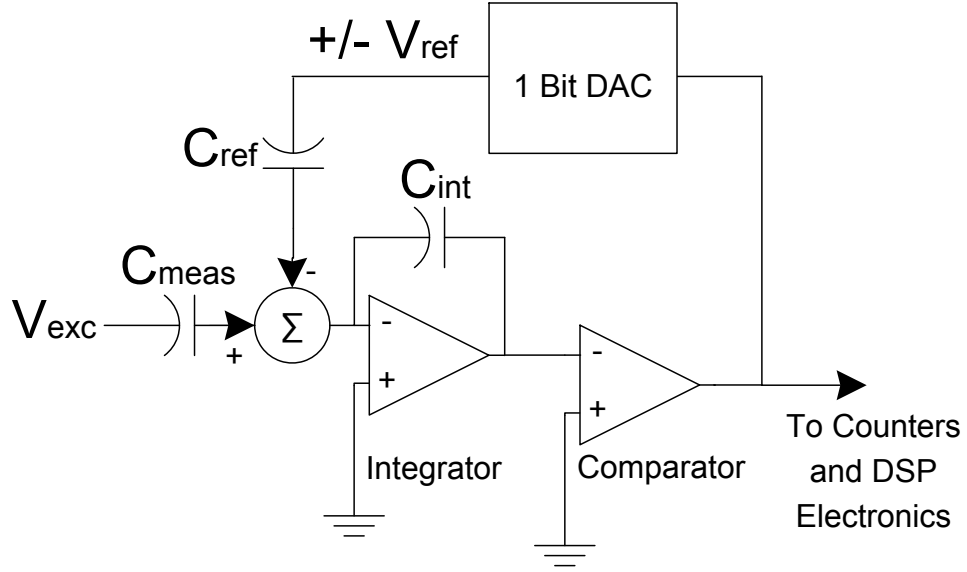 +/- Vref
1 Bit DAC
Cref
Cint
-
Cmeas
Vexc
+
Σ
-
+
-
+
Integrator
Comparator
To Counters
and DSP
Electronics